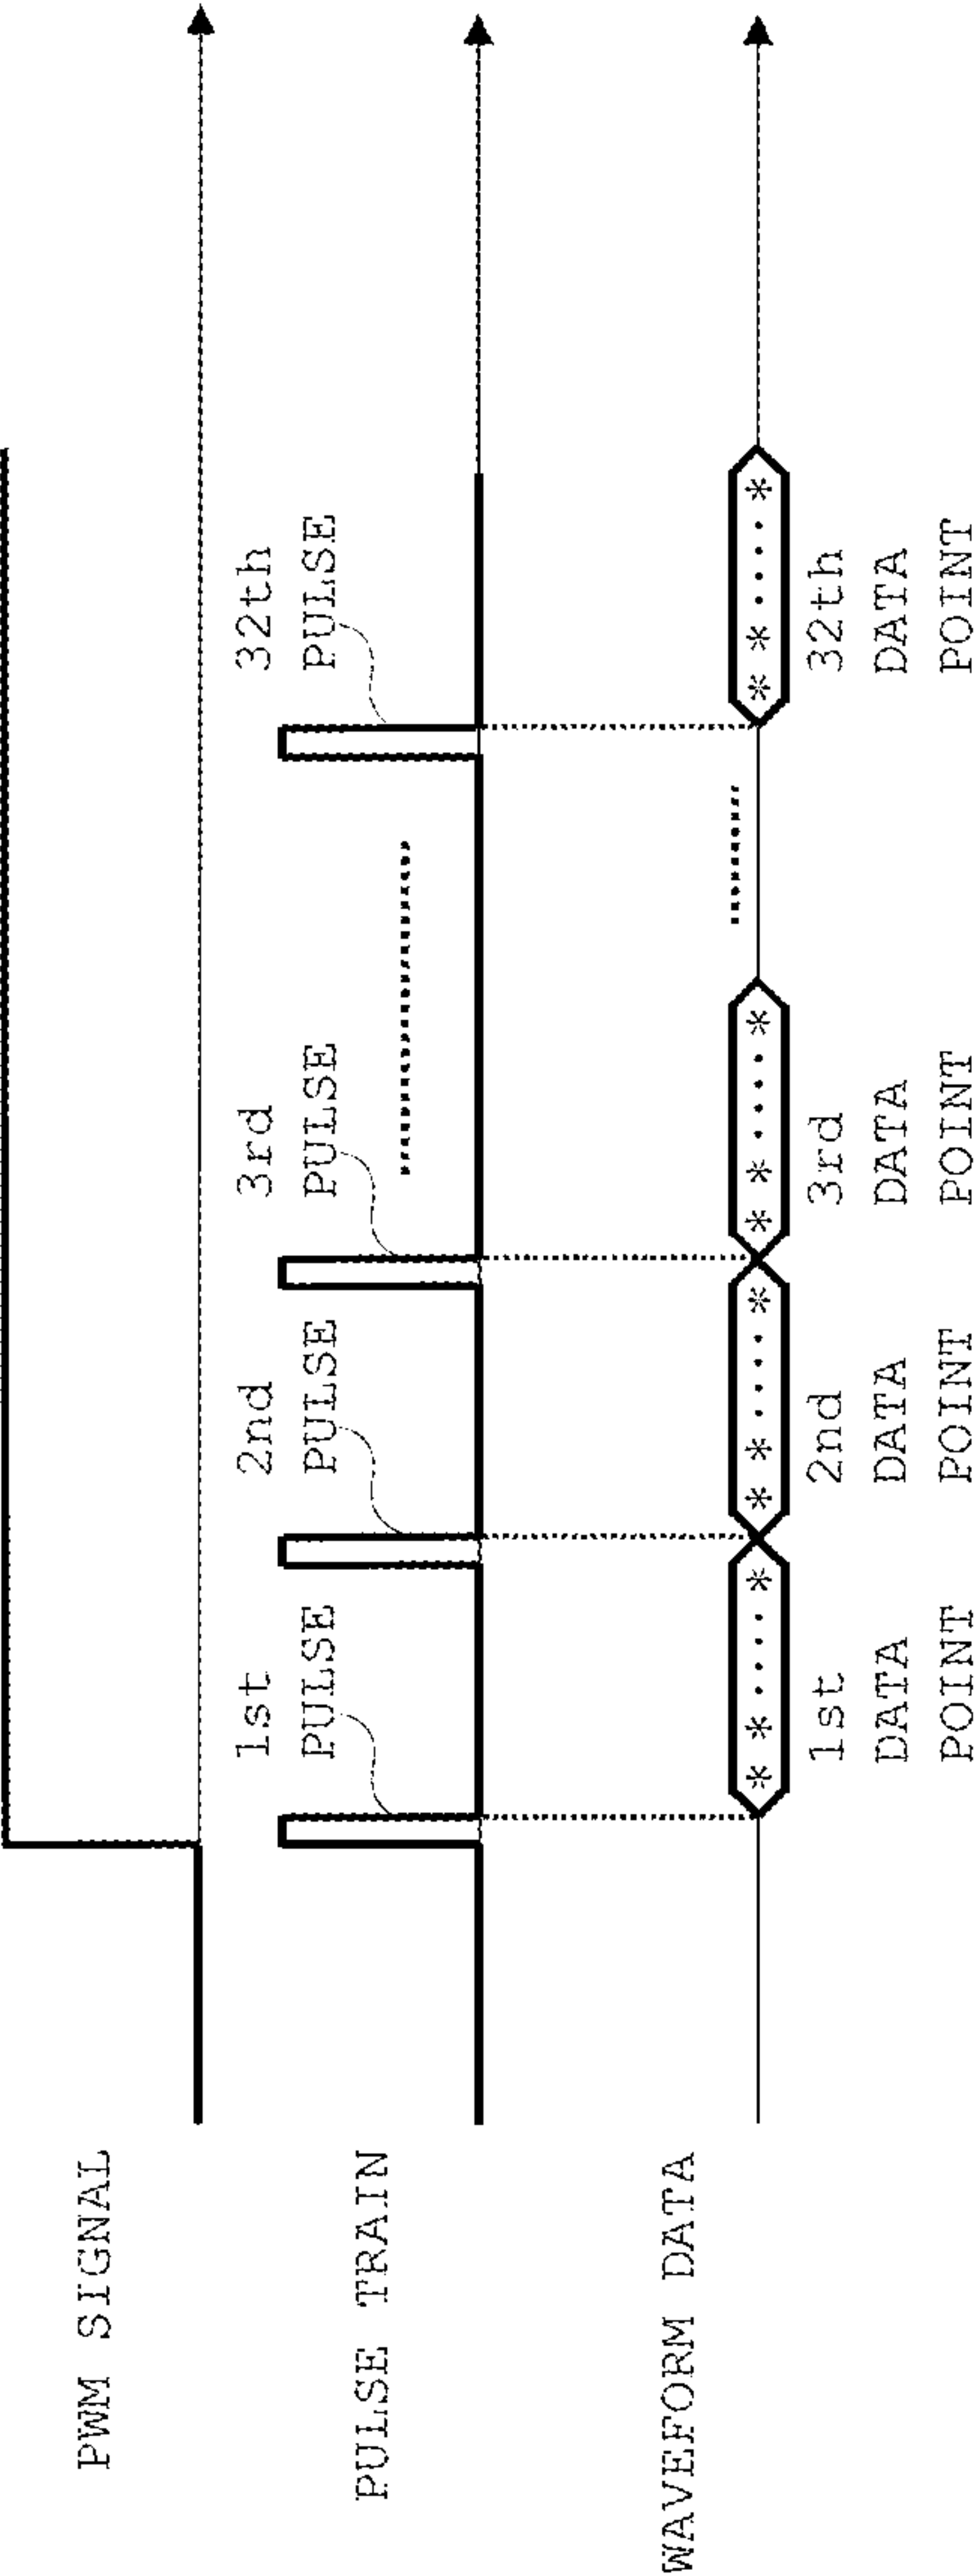 PWM SIGNAL
PULSE TRAIN
1st
PULSE
2nd
PULSE
3rd
PULSE
32th
PULSE
WAVEFORM DATA
**....*
**....*
**....*
**....*
1st
DATA
POINT
2nd
DATA
POINT
3rd
DATA
POINT
32th
DATA
POINT